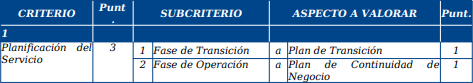 CRITERIO Punt. SUBCRITERIO ASPECTO A VALORAR Punt.
1
Planificación del Servicio 3 1 Fase de Transición a Plan de Transición 1
2 Fase de Operación a Plan de Continuidad de Negocio 1